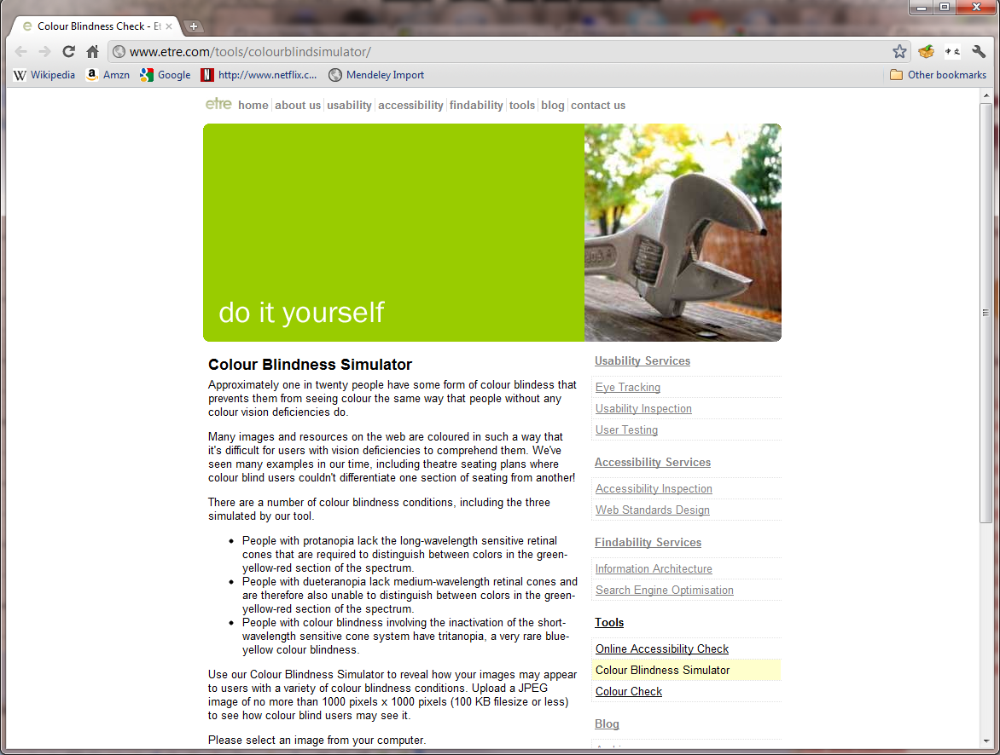 Colour Blindness Check - Et
www.etre.com/tools/colourblindsimulator/
Wikipedia Amzn Google http://www.netflix.c... Mendeley Import Other bookmarks
etre home about us usability accessibility findability tools blog contact us
do it yourself
Colour Blindness Simulator
Approximately one in twenty people have some form of colour blindess that
prevents them from seeing colour the same way that people without any
colour vision deficiencies do.
Many images and resources on the web are coloured in such a way that
it's difficult for users with vision deficiencies to comprehend them. We've
seen many examples in our time, including theatre seating plans where
colour blind users couldn't differentiate one section of seating from another!
There are a number of colour blindness conditions, including the three
simulated by our tool.
People with protanopia lack the long-wavelength sensitive retinal
cones that are required to distinguish between colors in the green-
yellow-red section of the spectrum.
People with dueteranopia lack medium-wavelength retinal cones and
are therefore also unable to distinguish between colors in the green-
yellow-red section of the spectrum.
People with colour blindness involving the inactivation of the short-
wavelength sensitive cone system have tritanopia, a very rare blue-
yellow colour blindness.
Use our Colour Blindness Simulator to reveal how your images may appear
to users with a variety of colour blindness conditions. Upload a JPEG
image of no more than 1000 pixels x 1000 pixels (100 KB filesize or less)
to see how colour blind users may see it.
Please select an image from your computer.
Usability Services
Eye Tracking
Usability Inspection
User Testing
Accessibility Services
Accessibility Inspection
Web Standards Design
Findability Services
Information Architecture
Search Engine Optimisation
Tools
Online Accessibility Check
Colour Blindness Simulator
Colour Check
Blog